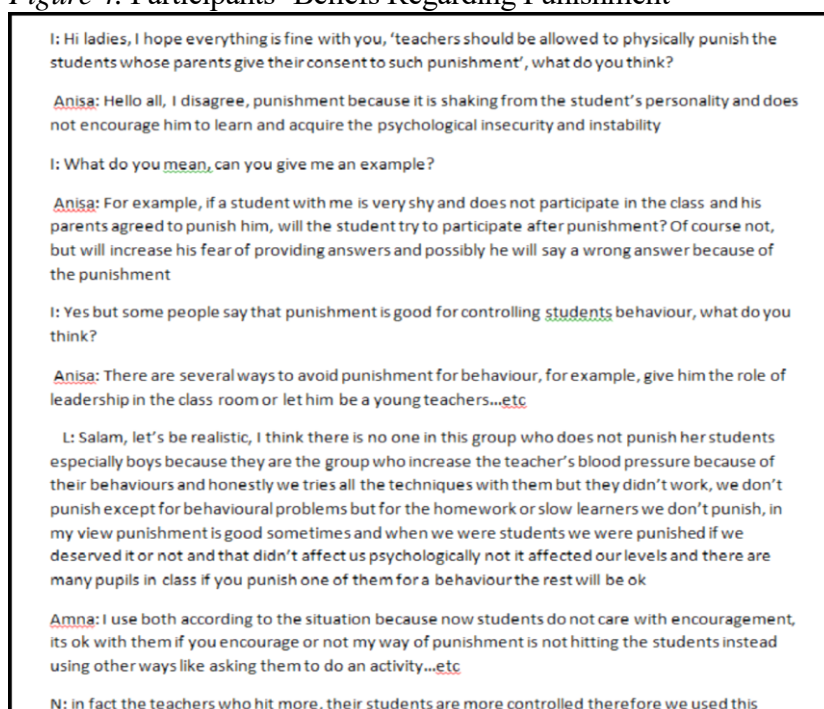 Figure 4. Participants' Beliefs Regarding Punishment
I: Hi ladies, I hope everything is fine with you, ‘teachers should be allowed to physically punish the
students whose parents give their consent to such punishment’, what do you think?
Anisa: Hello all, I disagree, punishment because it is shaking from the student’s personality and does
not encourage him to learn and acquire the psychological insecurity and instability
I: What do you mean, can you give me an example?
Anisa: For example, if a student with me is very shy and does not participate in the class and his
parents agreed to punish him, will the student try to participate after punishment? Of course not,
but will increase his fear of providing answers and possibly he will say a wrong answer because of
the punishment
I: Yes but some people say that punishment is good for controlling students behaviour, what do you
think?
Anisa: There are several ways to avoid punishment for behaviour, for example, give him the role of
leadership in the class room or let him be a young teachers...etc
L: Salam, let’s be realistic, I think there is no one in this group who does not punish her students
especially boys because they are the group who increase the teacher’s blood pressure because of
their behaviours and honestly we tries all the techniques with them but they didn’t work, we don’t
punish except for behavioural problems but for the homework or slow learners we don’t punish, in
my view punishment is good sometimes and when we were students we were punished if we
deserved it or not and that didn’t affect us psychologically not it affected our levels and there are
many pupils in class if you punish one of them for a behaviour the rest will be ok
Amna: I use both according to the situation because now students do not care with encouragement,
its ok with them if you encourage or not my way of punishment is not hitting the students instead
using other ways like asking them to do an activity...etc
N: in fact the teachers who hit more, their students are more controlled therefore we used this